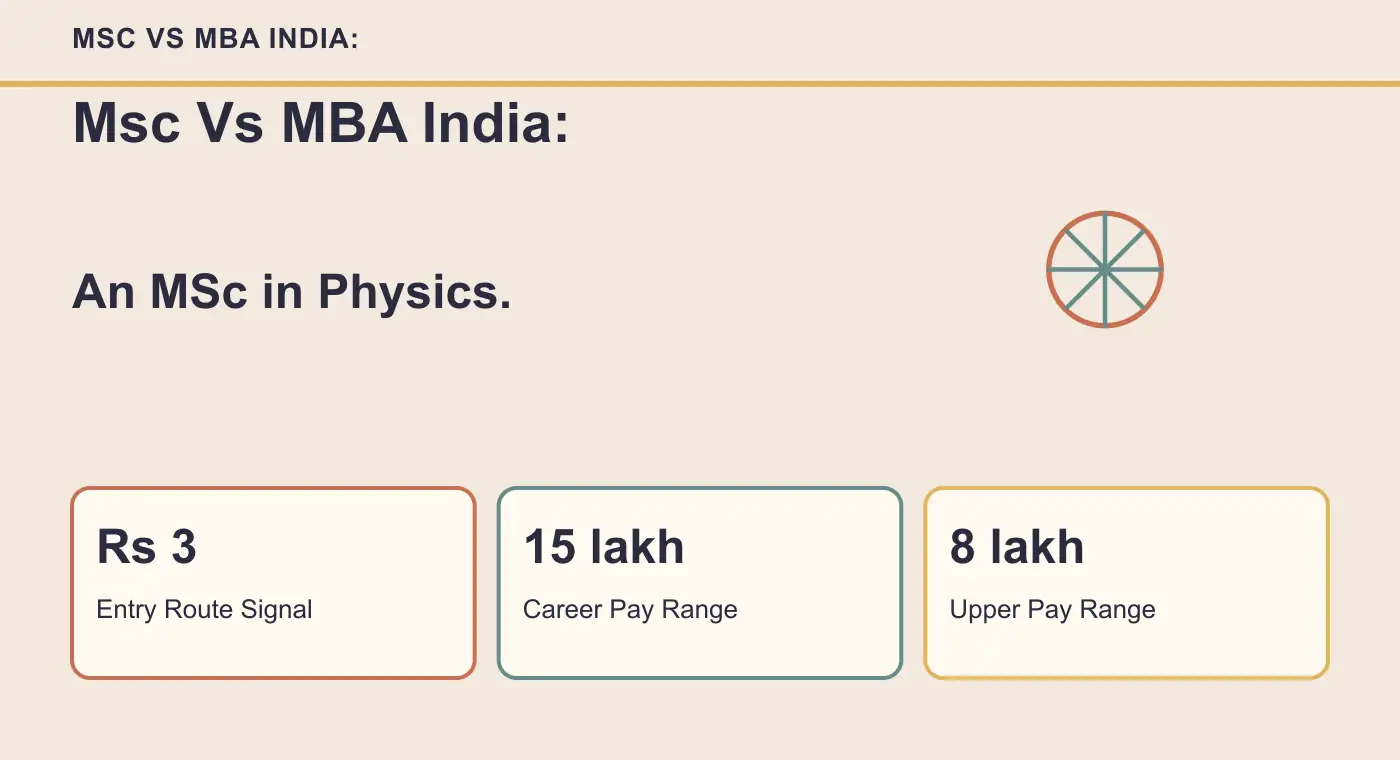 MSC VS MBA INDIA:
Msc Vs MBA India:
An MSc in Physics.
Rs 3
Entry Route Signal
15 lakh
Career Pay Range
8 lakh
Upper Pay Range